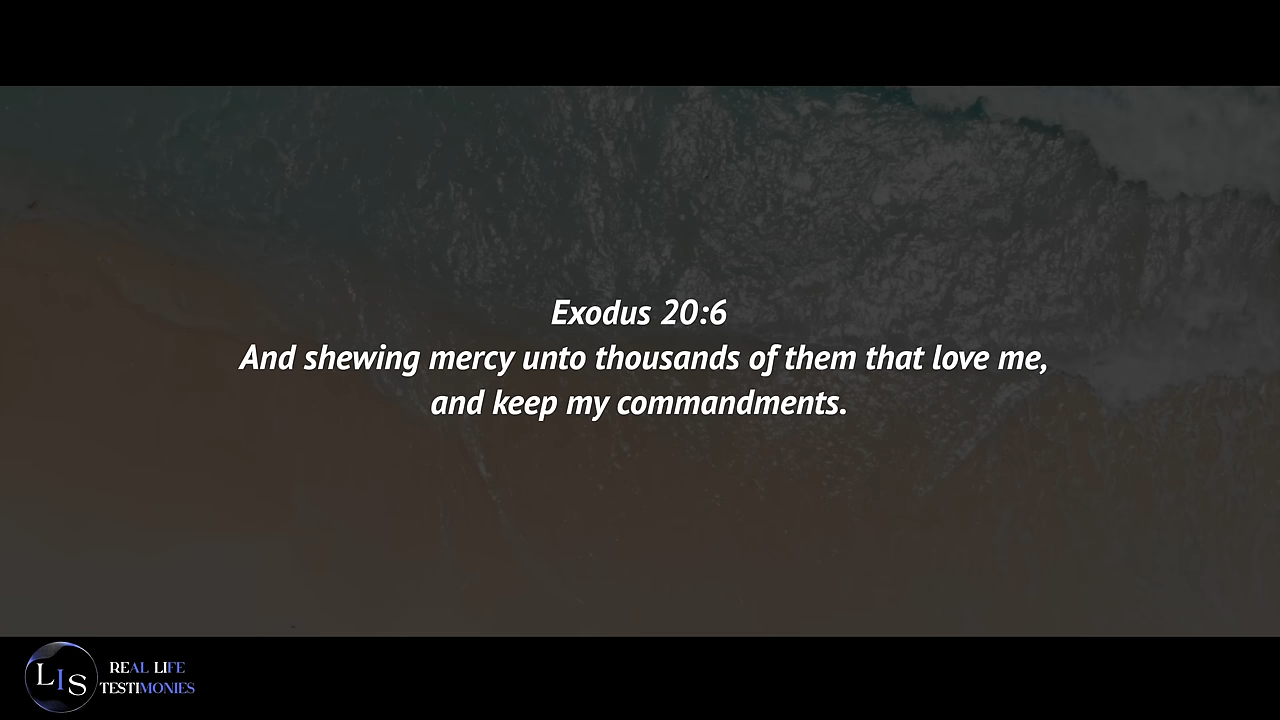 Exodus 20:6
And shewing mercy unto thousands of them that love me,
and keep my commandments.
LIS
REAL LIFE
TESTIMONIES